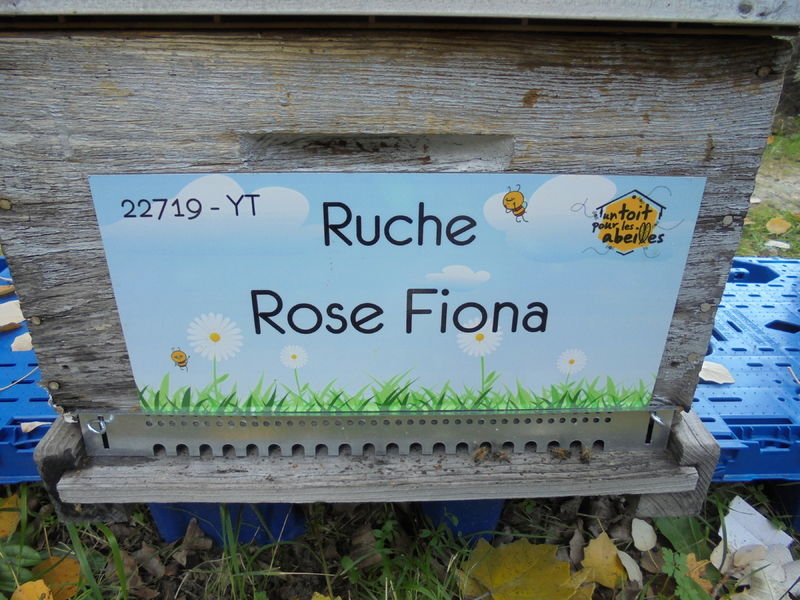 22719 - YT
Ruche
Rose Fiona
un toit
pour les
abeilles